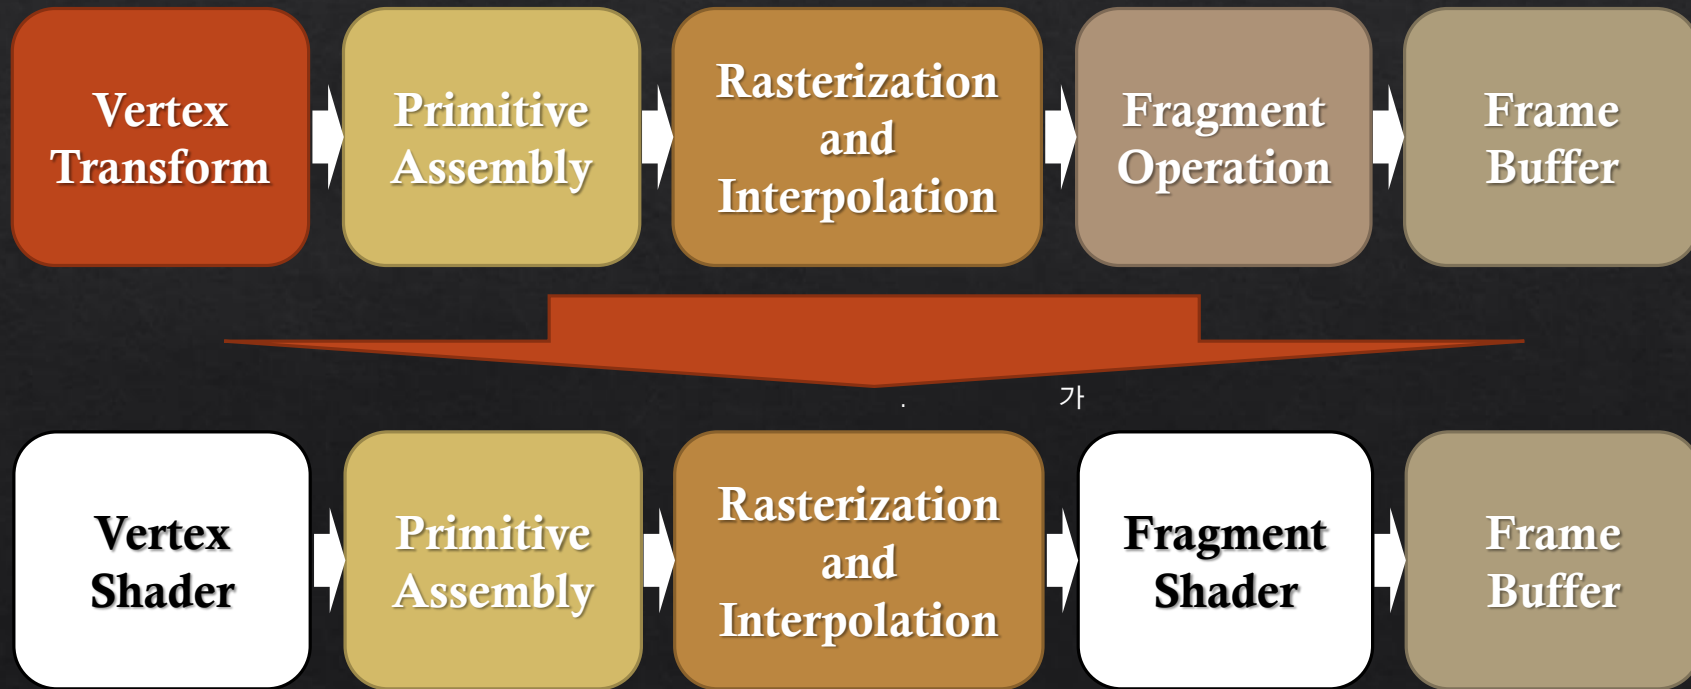 Vertex
Transform
Primitive
Assembly
Rasterization
and
Interpolation
Fragment
Operation
Frame
Buffer
. 가
Vertex
Shader
Primitive
Assembly
Rasterization
and
Interpolation
Fragment
Shader
Frame
Buffer